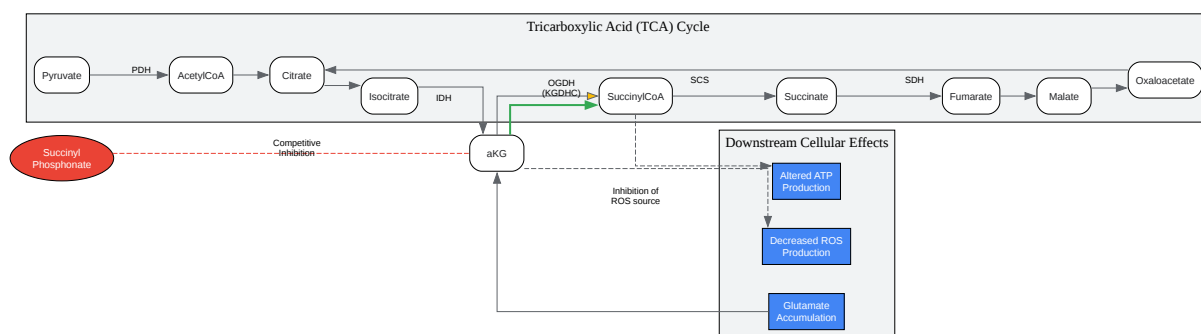 Tricarboxylic Acid (TCA) Cycle
Pyruvate
PDH
AcetylCoA
Citrate
Isocitrate
IDH
OGDH
(KGDHC)
SuccinylCoA
SCS
Succinate
SDH
Fumarate
Malate
Oxaloacetate
Succinyl
Phosphonate
Competitive
Inhibition
aKG
Inhibition of
ROS source
Downstream Cellular Effects
Altered ATP
Production
Decreased ROS
Production
Glutamate
Accumulation